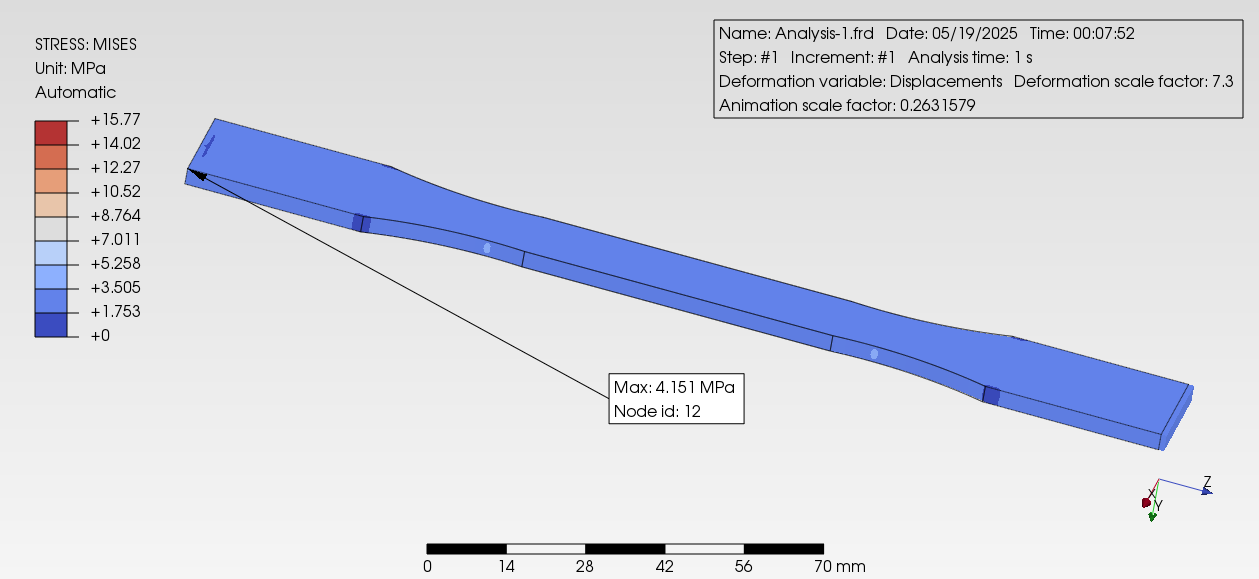 STRESS: MISES
Unit: MPa
Automatic
+15.77
+14.02
+12.27
+10.52
+8.764
+7.011
+5.258
+3.505
+1.753
+0
Name: Analysis-1.frd   Date: 05/19/2025   Time: 00:07:52
Step: #1   Increment: #1   Analysis time: 1 s
Deformation variable: Displacements   Deformation scale factor: 7.3
Animation scale factor: 0.2631579
Max: 4.151 MPa
Node id: 12
Z
X
Y
0 14 28 42 56 70 mm